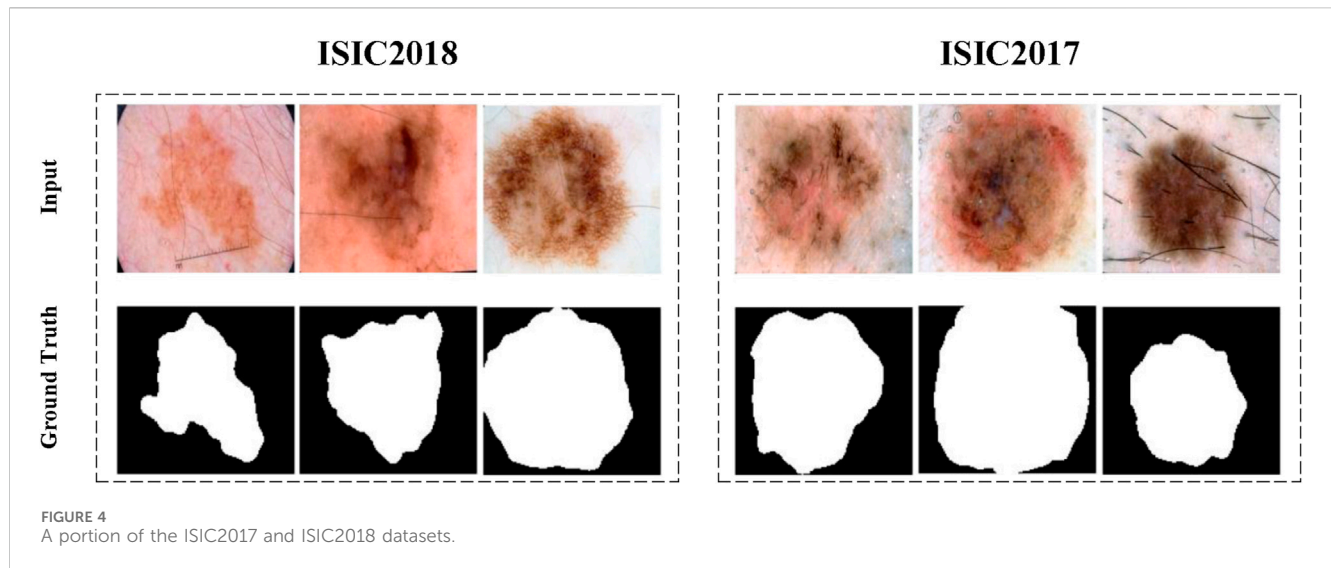 ISIC2018
ISIC2017
Input
Ground Truth
FIGURE 4
A portion of the ISIC2017 and ISIC2018 datasets.